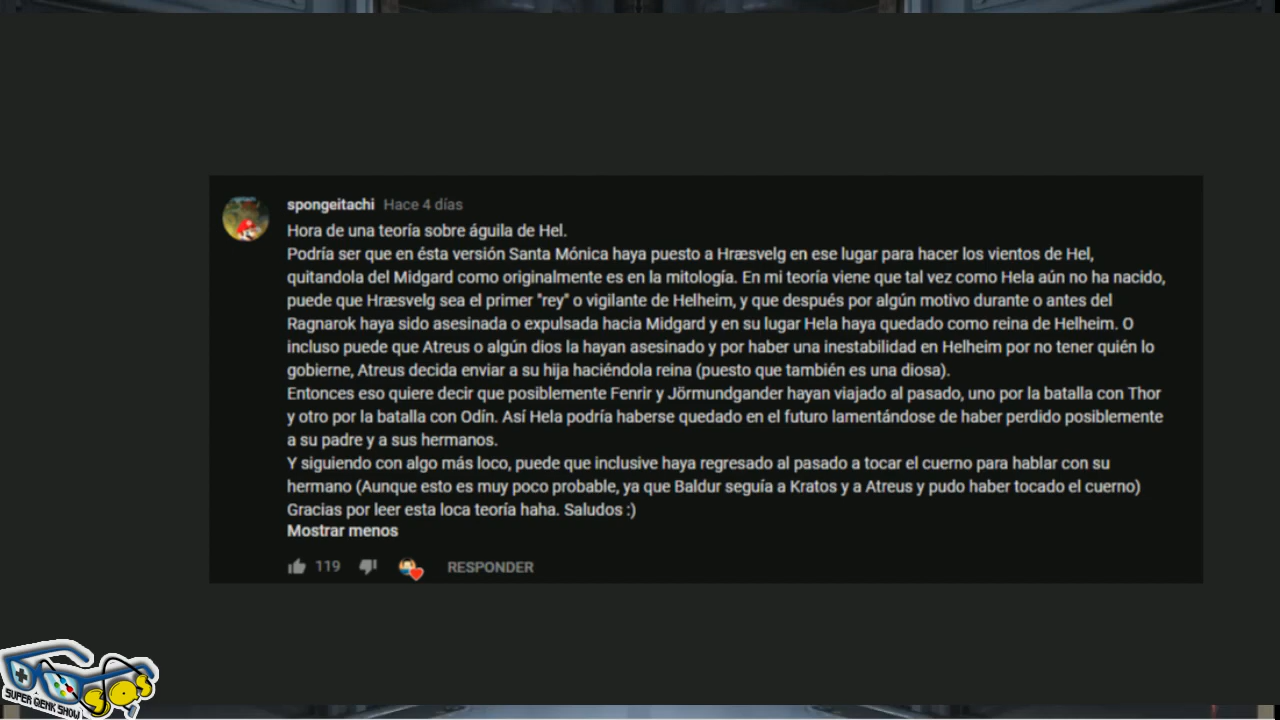 spongeitachi Hace 4 días
Hora de una teoría sobre águila de Hel.
Podría ser que en ésta versión Santa Mónica haya puesto a Hræsvelg en ese lugar para hacer los vientos de Hel,
quitandola del Midgard como originalmente es en la mitología. En mi teoría viene que tal vez como Hela aún no ha nacido,
puede que Hræsvelg sea el primer "rey" o vigilante de Helheim, y que después por algún motivo durante o antes del
Ragnarok haya sido asesinada o expulsada hacia Midgard y en su lugar Hela haya quedado como reina de Helheim. O
incluso puede que Atreus o algún dios la hayan asesinado y por haber una inestabilidad en Helheim por no tener quién lo
gobierne, Atreus decida enviar a su hija haciéndola reina (puesto que también es una diosa).
Entonces eso quiere decir que posiblemente Fenrir y Jörmundgander hayan viajado al pasado, uno por la batalla con Thor
y otro por la batalla con Odín. Así Hela podría haberse quedado en el futuro lamentándose de haber perdido posiblemente
a su padre y a sus hermanos.
Y siguiendo con algo más loco, puede que inclusive haya regresado al pasado a tocar el cuerno para hablar con su
hermano (Aunque esto es muy poco probable, ya que Baldur seguía a Kratos y a Atreus y pudo haber tocado el cuerno)
Gracias por leer esta loca teoría haha. Saludos :)
Mostrar menos
119 RESPONDER
SUPER GENK SHOW